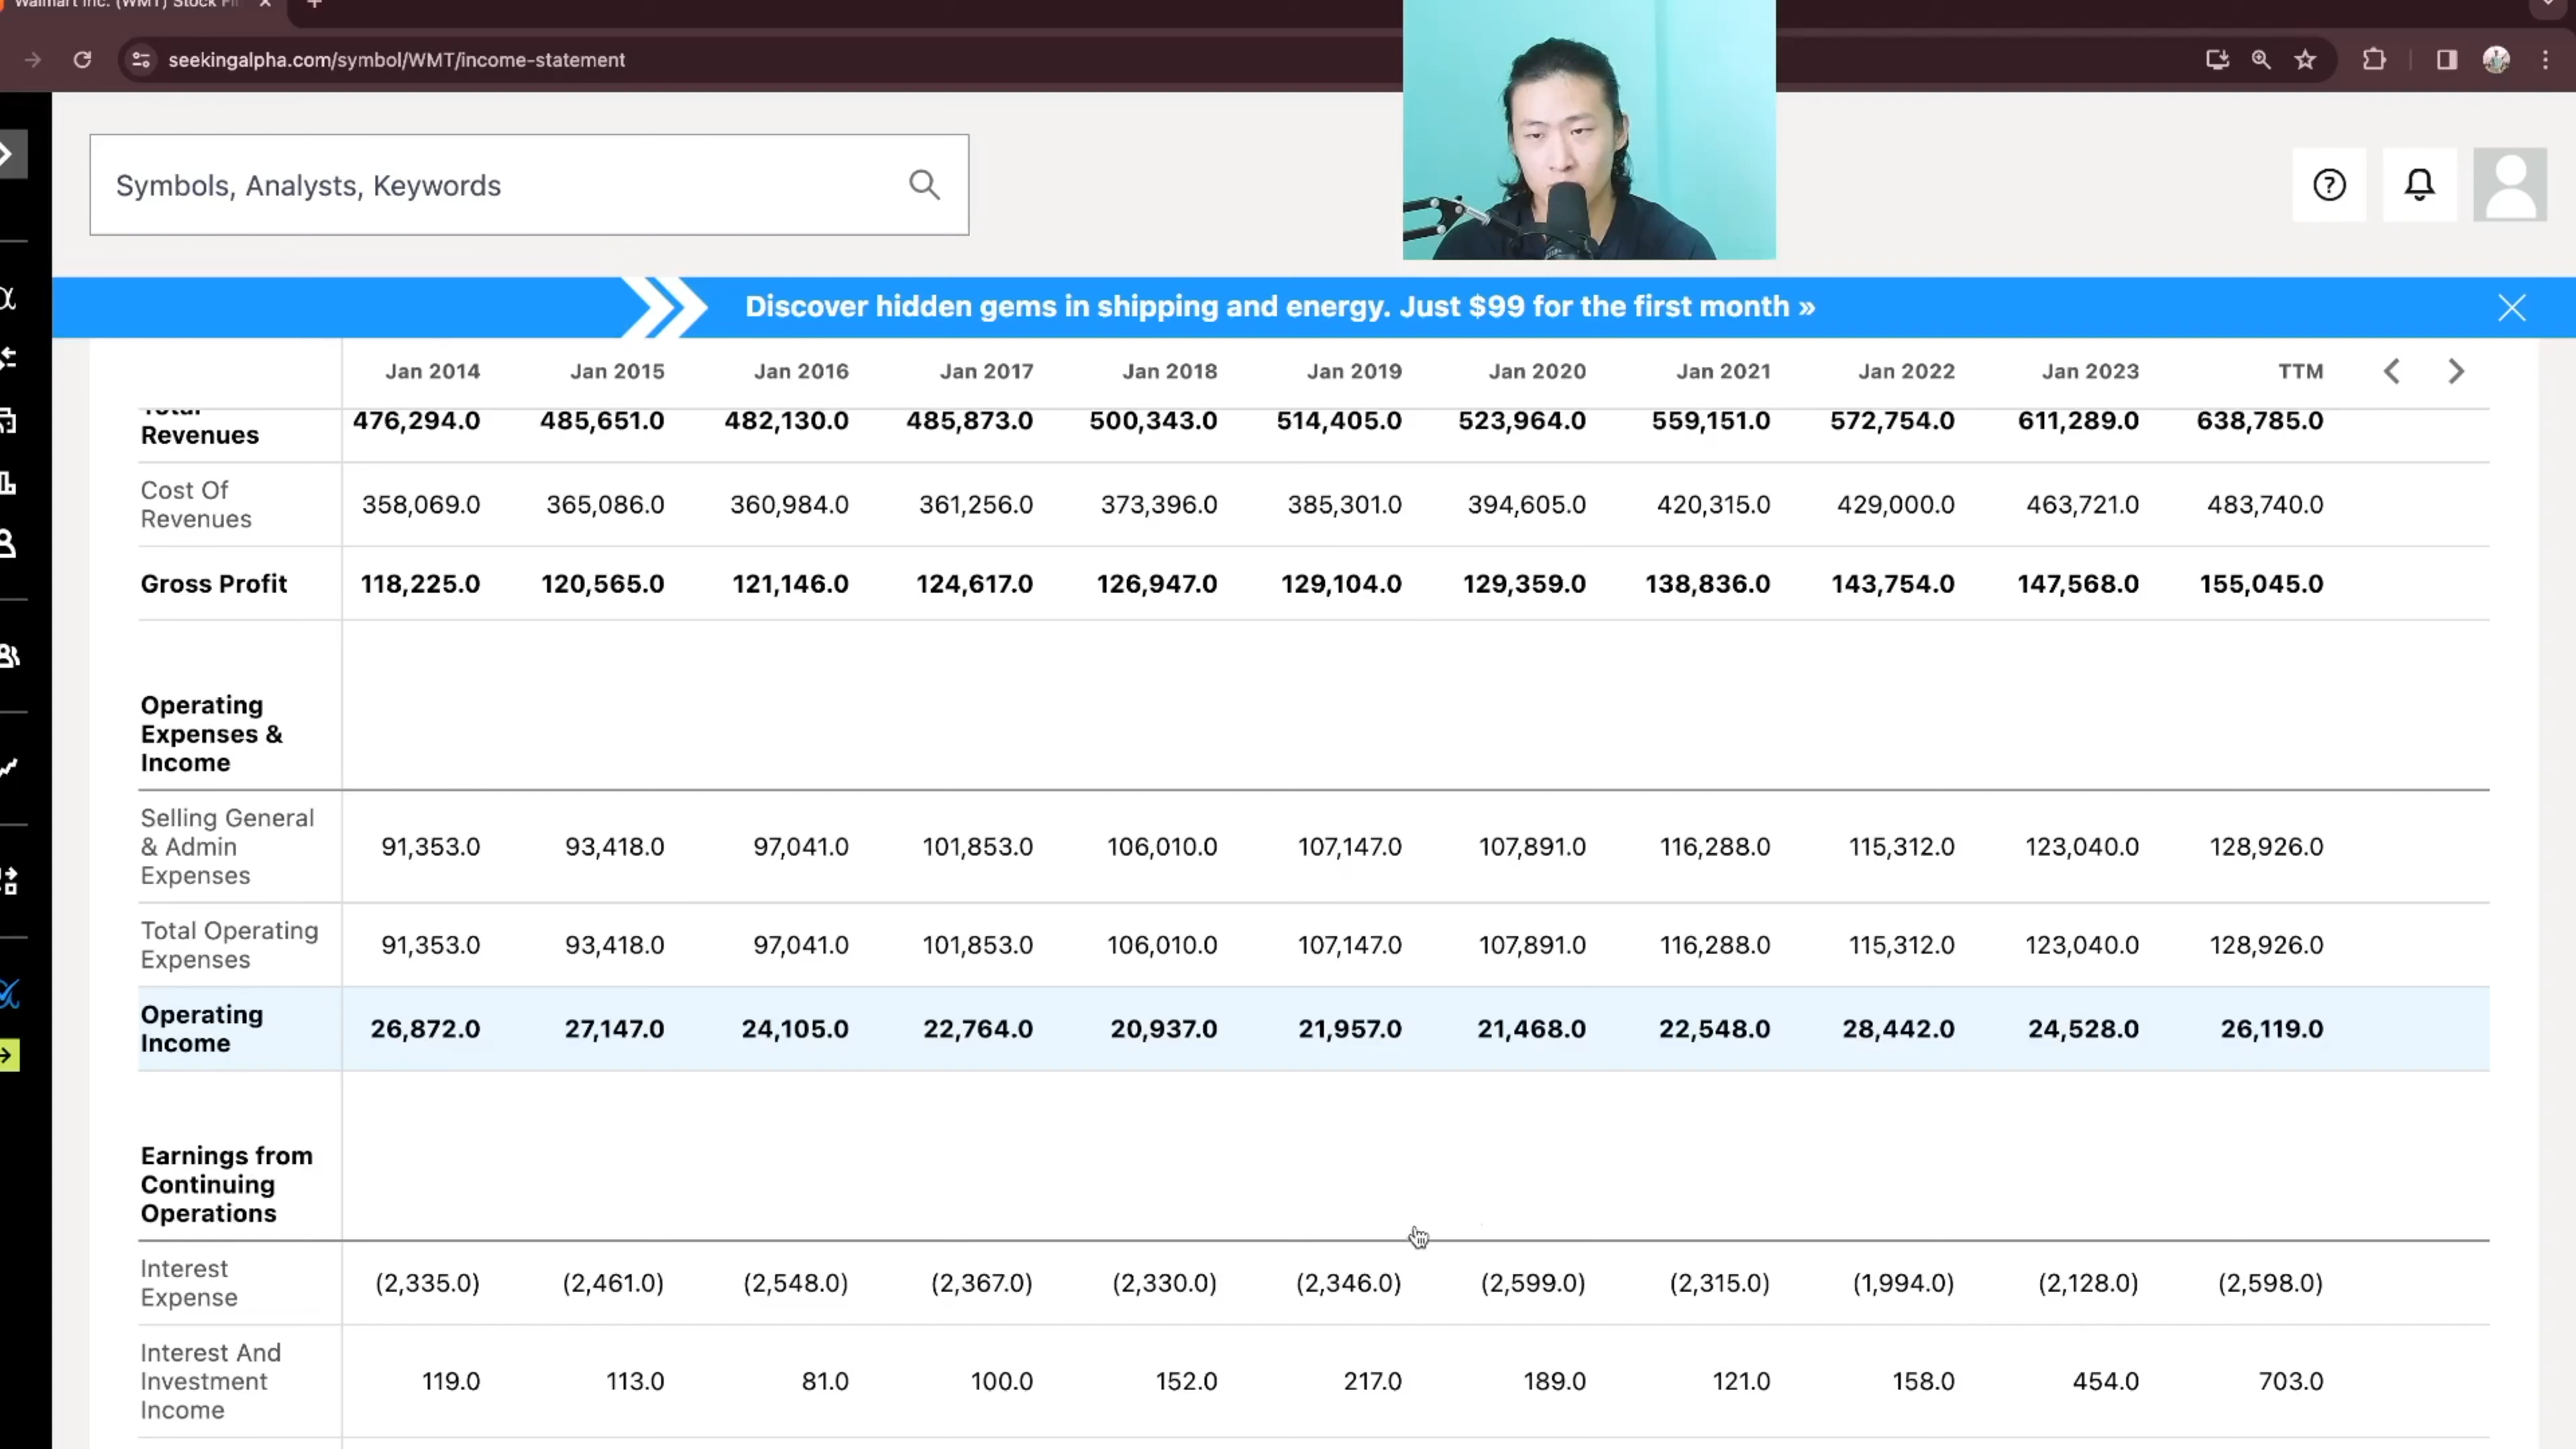 Walmart Inc. (WMT) Stock Fi
seekingalpha.com/symbol/WMT/income-statement
Symbols, Analysts, Keywords
Discover hidden gems in shipping and energy. Just $99 for the first month »
Jan 2014 Jan 2015 Jan 2016 Jan 2017 Jan 2018 Jan 2019 Jan 2020 Jan 2021 Jan 2022 Jan 2023 TTM
Total
Revenues 476,294.0 485,651.0 482,130.0 485,873.0 500,343.0 514,405.0 523,964.0 559,151.0 572,754.0 611,289.0 638,785.0
Cost Of
Revenues 358,069.0 365,086.0 360,984.0 361,256.0 373,396.0 385,301.0 394,605.0 420,315.0 429,000.0 463,721.0 483,740.0
Gross Profit 118,225.0 120,565.0 121,146.0 124,617.0 126,947.0 129,104.0 129,359.0 138,836.0 143,754.0 147,568.0 155,045.0
Operating
Expenses &
Income
Selling General
& Admin 91,353.0 93,418.0 97,041.0 101,853.0 106,010.0 107,147.0 107,891.0 116,288.0 115,312.0 123,040.0 128,926.0
Expenses
Total Operating
Expenses 91,353.0 93,418.0 97,041.0 101,853.0 106,010.0 107,147.0 107,891.0 116,288.0 115,312.0 123,040.0 128,926.0
Operating
Income 26,872.0 27,147.0 24,105.0 22,764.0 20,937.0 21,957.0 21,468.0 22,548.0 28,442.0 24,528.0 26,119.0
Earnings from
Continuing
Operations
Interest
Expense (2,335.0) (2,461.0) (2,548.0) (2,367.0) (2,330.0) (2,346.0) (2,599.0) (2,315.0) (1,994.0) (2,128.0) (2,598.0)
Interest And
Investment 119.0 113.0 81.0 100.0 152.0 217.0 189.0 121.0 158.0 454.0 703.0
Income